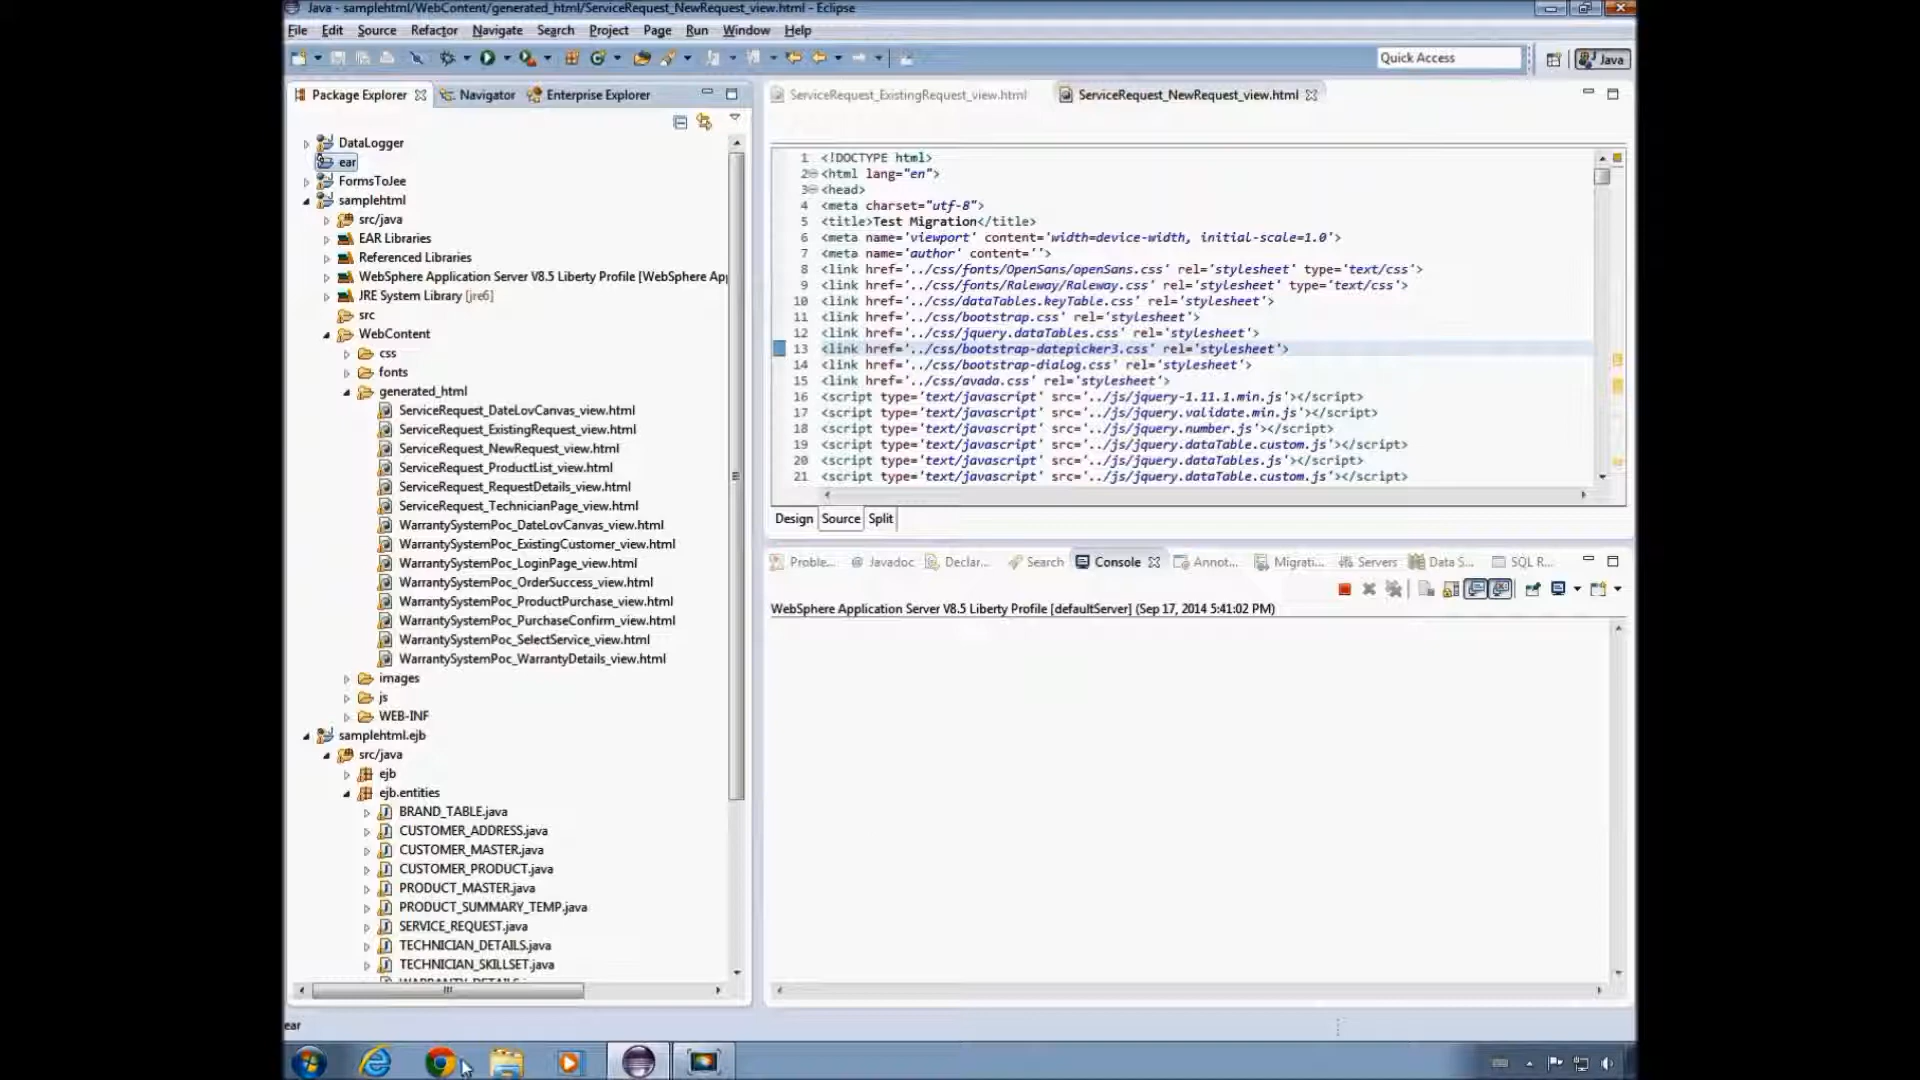 Java - samplehtml/WebContent/generated_html/ServiceRequest_NewRequest_view.html - Eclipse
File Edit Source Refactor Navigate Search Project Page Run Window Help
Quick Access
Java
Package Explorer
Navigator
Enterprise Explorer
DataLogger
ear
FormsToJee
samplehtml
src/java
EAR Libraries
Referenced Libraries
WebSphere Application Server V8.5 Liberty Profile [WebSphere Ap
JRE System Library [jre6]
src
WebContent
css
fonts
generated_html
ServiceRequest_DateLovCanvas_view.html
ServiceRequest_ExistingRequest_view.html
ServiceRequest_NewRequest_view.html
ServiceRequest_ProductList_view.html
ServiceRequest_RequestDetails_view.html
ServiceRequest_TechnicianPage_view.html
WarrantySystemPoc_DateLovCanvas_view.html
WarrantySystemPoc_ExistingCustomer_view.html
WarrantySystemPoc_LoginPage_view.html
WarrantySystemPoc_OrderSuccess_view.html
WarrantySystemPoc_ProductPurchase_view.html
WarrantySystemPoc_PurchaseConfirm_view.html
WarrantySystemPoc_SelectService_view.html
WarrantySystemPoc_WarrantyDetails_view.html
images
js
WEB-INF
samplehtml.ejb
src/java
ejb
ejb.entities
BRAND_TABLE.java
CUSTOMER_ADDRESS.java
CUSTOMER_MASTER.java
CUSTOMER_PRODUCT.java
PRODUCT_MASTER.java
PRODUCT_SUMMARY_TEMP.java
SERVICE_REQUEST.java
TECHNICIAN_DETAILS.java
TECHNICIAN_SKILLSET.java
ear
ServiceRequest_ExistingRequest_view.html
ServiceRequest_NewRequest_view.html
1 <!DOCTYPE html>
2 <html lang="en">
3 <head>
4 <meta charset="utf-8">
5 <title>Test Migration</title>
6 <meta name='viewport' content='width=device-width, initial-scale=1.0'>
7 <meta name='author' content=''>
8 <link href='../css/fonts/OpenSans/openSans.css' rel='stylesheet' type='text/css'>
9 <link href='../css/fonts/Raleway/Raleway.css' rel='stylesheet' type='text/css'>
10 <link href='../css/dataTables.keyTable.css' rel='stylesheet'>
11 <link href='../css/bootstrap.css' rel='stylesheet'>
12 <link href='../css/jquery.dataTables.css' rel='stylesheet'>
13 <link href='../css/bootstrap-datepicker3.css' rel='stylesheet'>
14 <link href='../css/bootstrap-dialog.css' rel='stylesheet'>
15 <link href='../css/avada.css' rel='stylesheet'>
16 <script type='text/javascript' src='../js/jquery-1.11.1.min.js'></script>
17 <script type='text/javascript' src='../js/jquery.validate.min.js'></script>
18 <script type='text/javascript' src='../js/jquery.number.js'></script>
19 <script type='text/javascript' src='../js/jquery.dataTable.custom.js'></script>
20 <script type='text/javascript' src='../js/jquery.dataTables.js'></script>
21 <script type='text/javascript' src='../js/jquery.dataTable.custom.js'></script>
Design Source Split
Proble... @ Javadoc Declar... Search Console Annot... Migrati... Servers Data S... SQL R...
WebSphere Application Server V8.5 Liberty Profile [defaultServer] (Sep 17, 2014 5:41:02 PM)